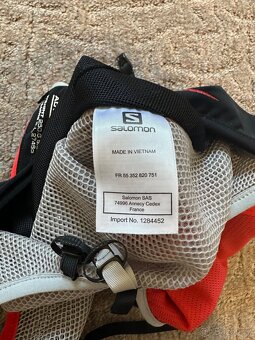 SALOMON
MADE IN VIETNAM
FR 55 352 820 751
Salomon SAS
74996 Annecy Cedex
France
Import No. 1284452